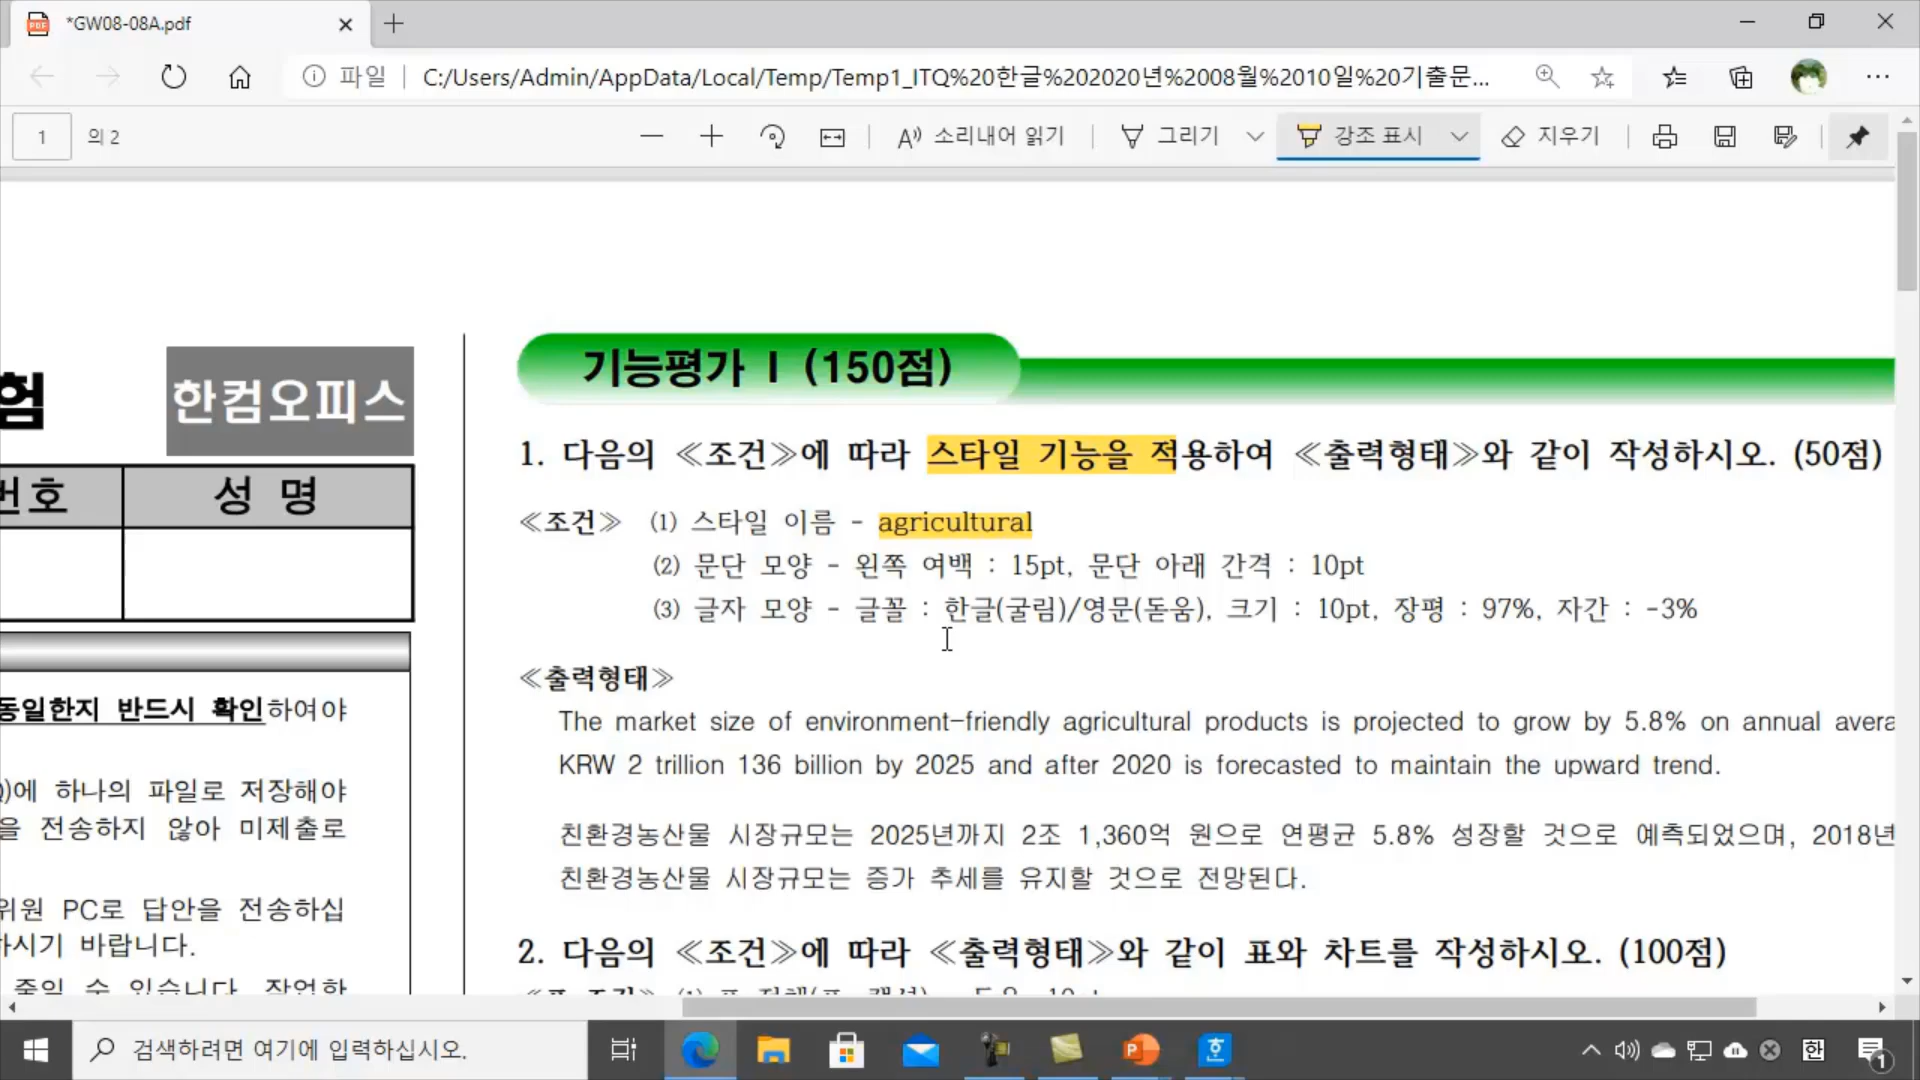 *GW08-08A.pdf
파일
C:/Users/Admin/AppData/Local/Temp/Temp1_ITQ%20한글%202020년%2008월%2010일%20기출문...
1 의 2
소리내어 읽기
그리기
강조 표시
지우기
험
한컴오피스
번호
성 명
동일한지 반드시 확인하여야
)에 하나의 파일로 저장해야
을 전송하지 않아 미제출로
위원 PC로 답안을 전송하십
하시기 바랍니다.
줄일 수 있습니다. 작업한
기능평가 Ⅰ (150점)
1. 다음의 ≪조건≫에 따라 스타일 기능을 적용하여 ≪출력형태≫와 같이 작성하시오. (50점)
≪조건≫ (1) 스타일 이름 - agricultural
(2) 문단 모양 - 왼쪽 여백 : 15pt, 문단 아래 간격 : 10pt
(3) 글자 모양 - 글꼴 : 한글(굴림)/영문(돋움), 크기 : 10pt, 장평 : 97%, 자간 : -3%
≪출력형태≫
The market size of environment-friendly agricultural products is projected to grow by 5.8% on annual avera
KRW 2 trillion 136 billion by 2025 and after 2020 is forecasted to maintain the upward trend.
친환경농산물 시장규모는 2025년까지 2조 1,360억 원으로 연평균 5.8% 성장할 것으로 예측되었으며, 2018년
친환경농산물 시장규모는 증가 추세를 유지할 것으로 전망된다.
2. 다음의 ≪조건≫에 따라 ≪출력형태≫와 같이 표와 차트를 작성하시오. (100점)
검색하려면 여기에 입력하십시오.
한
1